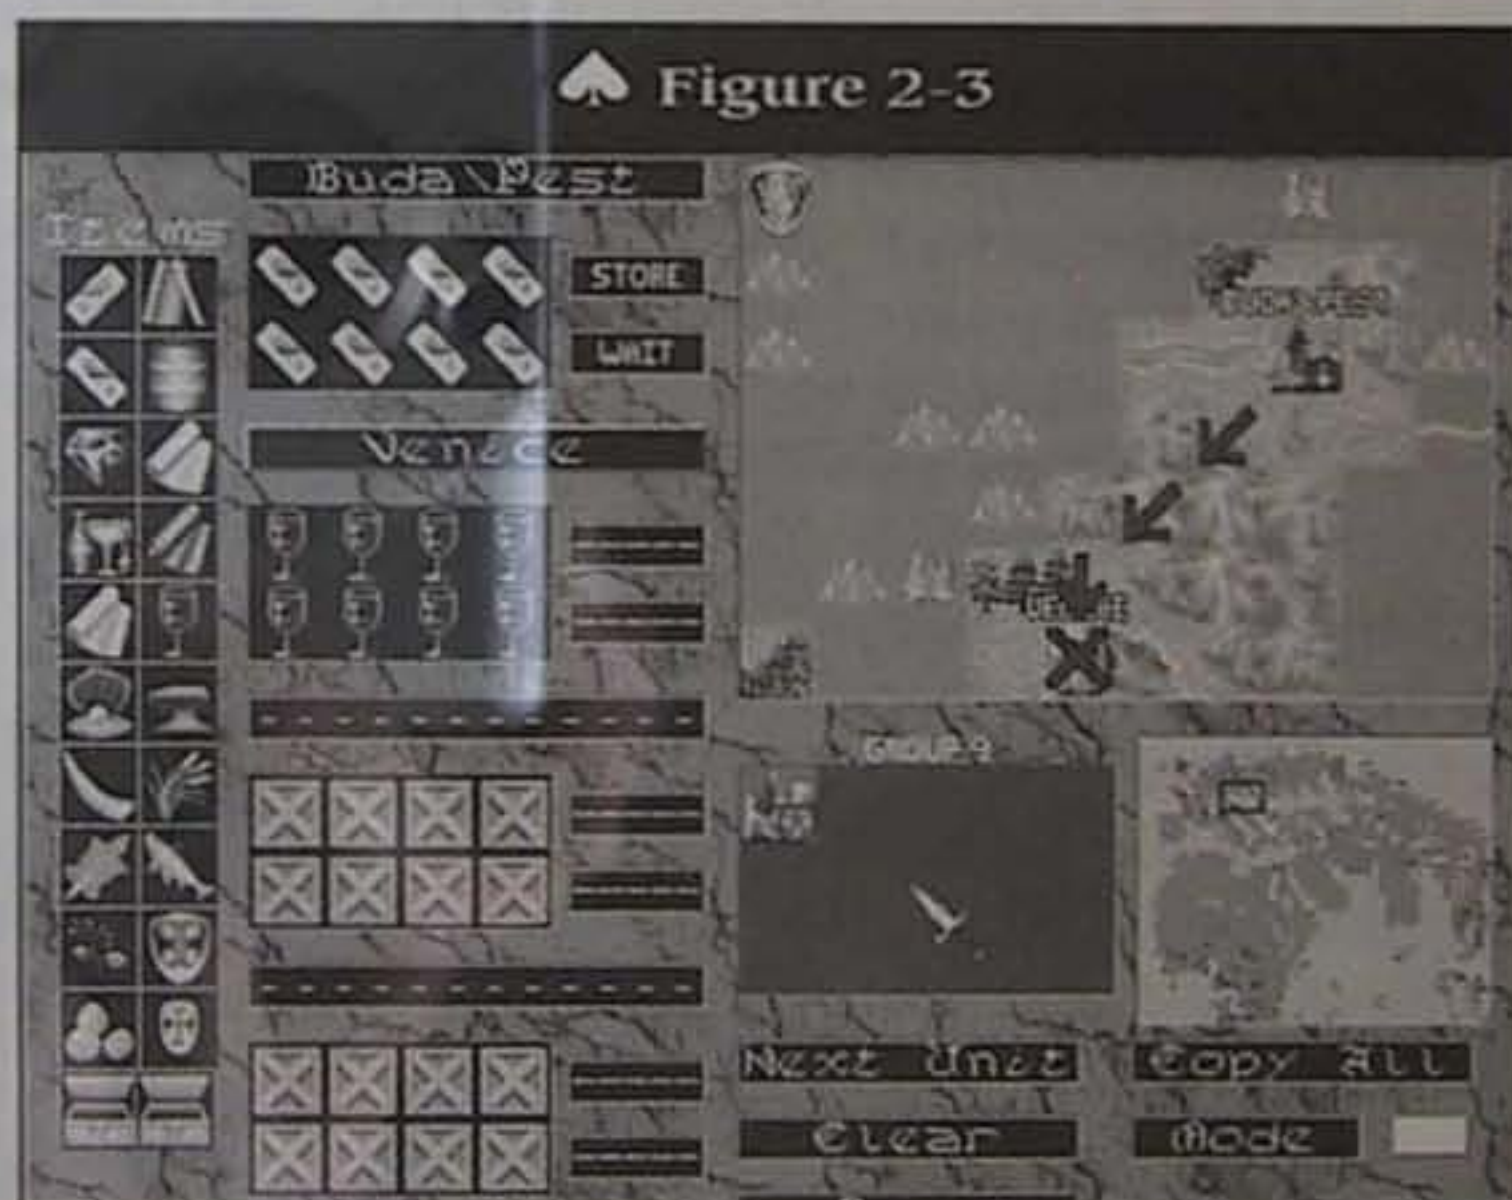 Figure 2-3
Buda\Pest
Items
STORE
WAIT
Venice
GROUP 9
Next Unit
Copy All
Clear
Mode